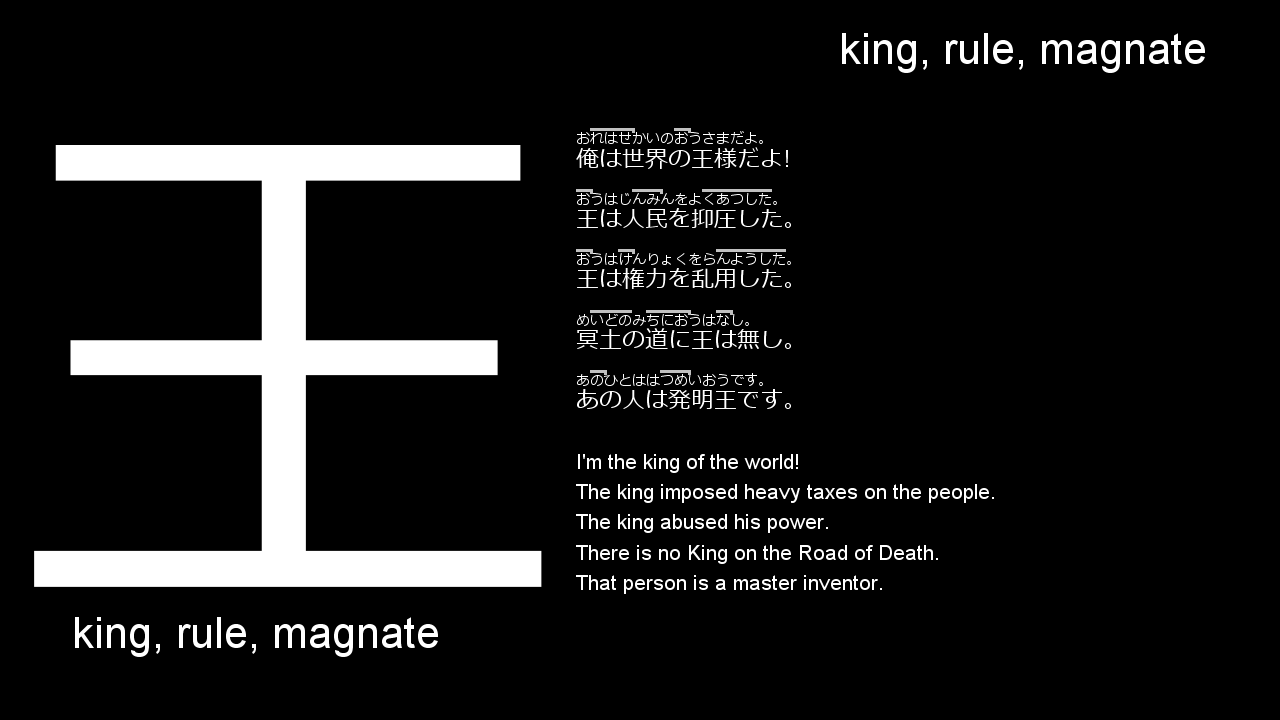 king, rule, magnate
王
king, rule, magnate
おれはせかいのおうさまだよ。
俺は世界の王様だよ!
おうはじんみんをよくあつした。
王は人民を抑圧した。
おうはけんりょくをらんようした。
王は権力を乱用した。
めいどのみちにおうはなし。
冥土の道に王は無し。
あのひとははつめいおうです。
あの人は発明王です。
I'm the king of the world!
The king imposed heavy taxes on the people.
The king abused his power.
There is no King on the Road of Death.
That person is a master inventor.